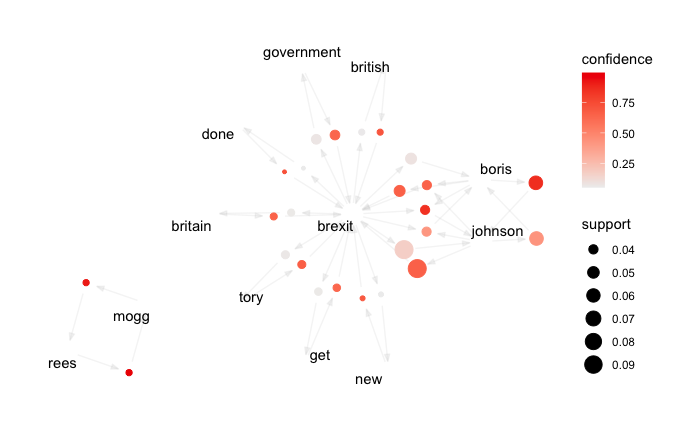 government
british
done
boris
britain
brexit
johnson
tory
mogg
get
rees
new
confidence
0.75
0.50
0.25
support
0.04
0.05
0.06
0.07
0.08
0.09